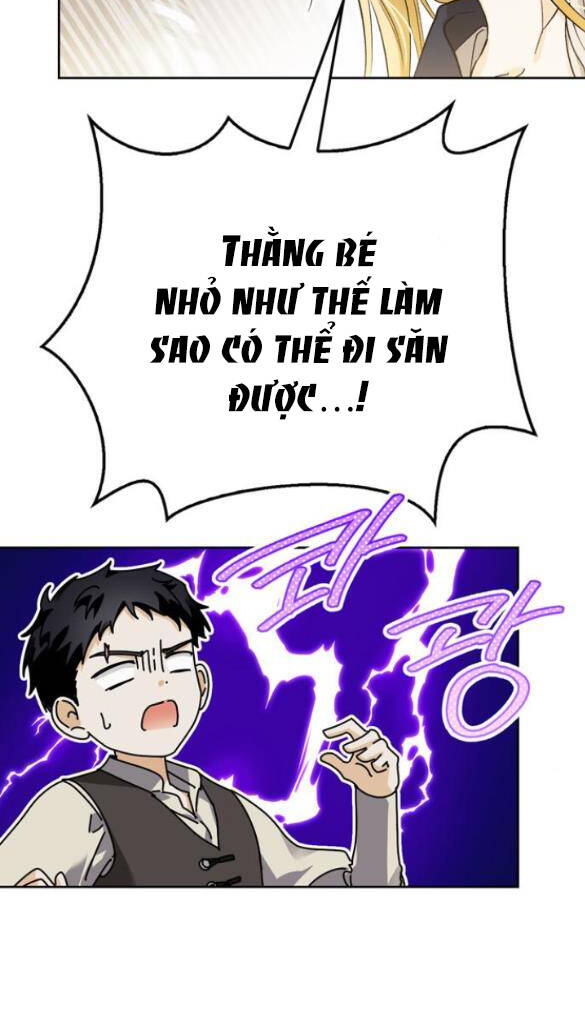 THẰNG BÉ
NHỎ NHƯ THẾ LÀM
SAO CÓ THỂ ĐI SĂN
ĐƯỢC...!
콰
광